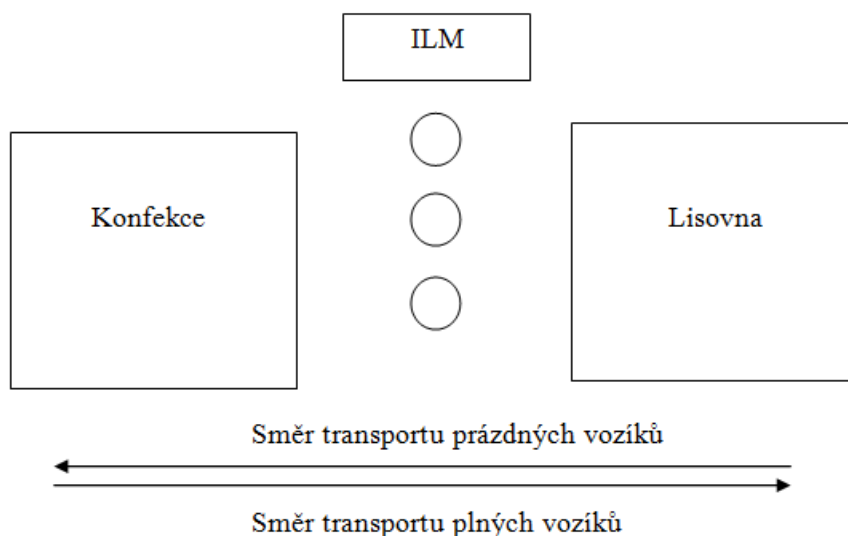 ILM
Konfekce
Lisovna
Směr transportu prázdných vozíků
Směr transportu plných vozíků